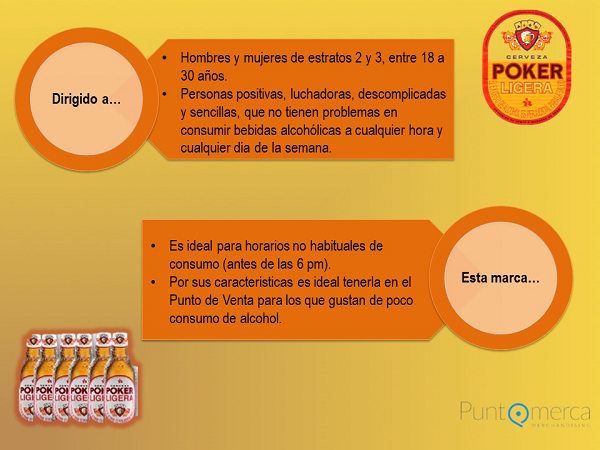 Dirigido a…
• Hombres y mujeres de estratos 2 y 3, entre 18 a
30 años.
• Personas positivas, luchadoras, descomplicadas
y sencillas, que no tienen problemas en
consumir bebidas alcohólicas a cualquier hora y
cualquier dia de la semana.
CERVEZA
POKER
LIGERA
• Es ideal para horarios no habituales de
consumo (antes de las 6 pm).
• Por sus caracteristicas es ideal tenerla en el
Punto de Venta para los que gustan de poco
consumo de alcohol.
Esta marca…
POKER
LIGERA
Puntomerca
MERCHANDISING